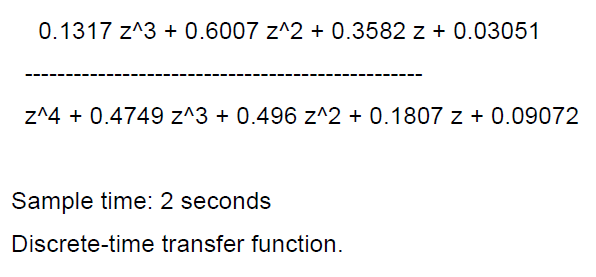 0.1317 z^3 + 0.6007 z^2 + 0.3582 z + 0.03051
-------------------------------------------------
z^4 + 0.4749 z^3 + 0.496 z^2 + 0.1807 z + 0.09072
Sample time: 2 seconds
Discrete-time transfer function.